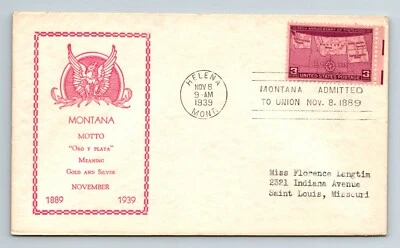 MONTANA
MOTTO
"ORO Y PLATA"
MEANING
GOLD AND SILVER
NOVEMBER
1889 1939
HELENA
NOV 8
9-AM
1939
MONT.
3 UNITED STATES POSTAGE 3
MONTANA ADMITTED
TO UNION NOV. 8, 1889
Miss Florence Langtim
2321 Indiana Avenue
Saint Louis, Missouri